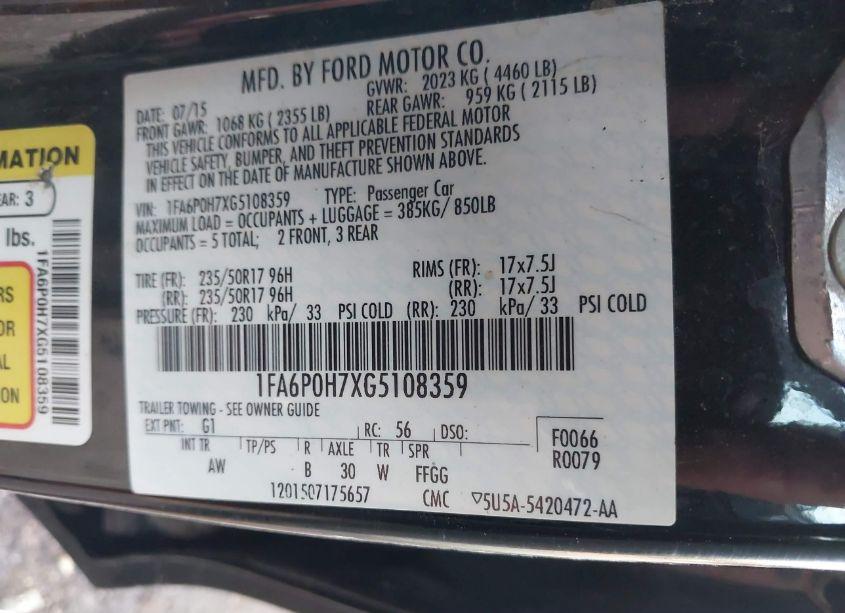 MFD. BY FORD MOTOR CO.
DATE: 07/15
GVWR: 2023 KG ( 4460 LB)
FRONT GAWR: 1068 KG ( 2355 LB)
REAR GAWR: 959 KG ( 2115 LB)
THIS VEHICLE CONFORMS TO ALL APPLICABLE FEDERAL MOTOR
VEHICLE SAFETY, BUMPER, AND THEFT PREVENTION STANDARDS
IN EFFECT ON THE DATE OF MANUFACTURE SHOWN ABOVE.
VIN: 1FA6P0H7XG5108359 TYPE: Passenger Car
MAXIMUM LOAD = OCCUPANTS + LUGGAGE = 385KG/ 850LB
OCCUPANTS = 5 TOTAL; 2 FRONT, 3 REAR
TIRE (FR): 235/50R17 96H RIMS (FR): 17x7.5J
(RR): 235/50R17 96H (RR): 17x7.5J
PRESSURE (FR): 230 kPa/ 33 PSI COLD (RR): 230 kPa/ 33 PSI COLD
1FA6P0H7XG5108359
TRAILER TOWING - SEE OWNER GUIDE
EXT PNT: G1 RC: 56 DSO: F0066
INT TR TP/PS R AXLE TR SPR R0079
AW B 30 W FFGG
1201507175657 CMC ▽5U5A-5420472-AA
MATION
EAR: 3
lbs.
RS
OR
AL
ON
1FA6P0H7XG5108359